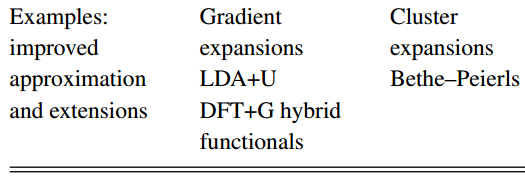 Examples: Gradient Cluster
improved expansions expansions
approximation LDA+U Bethe–Peierls
and extensions DFT+G hybrid
functionals